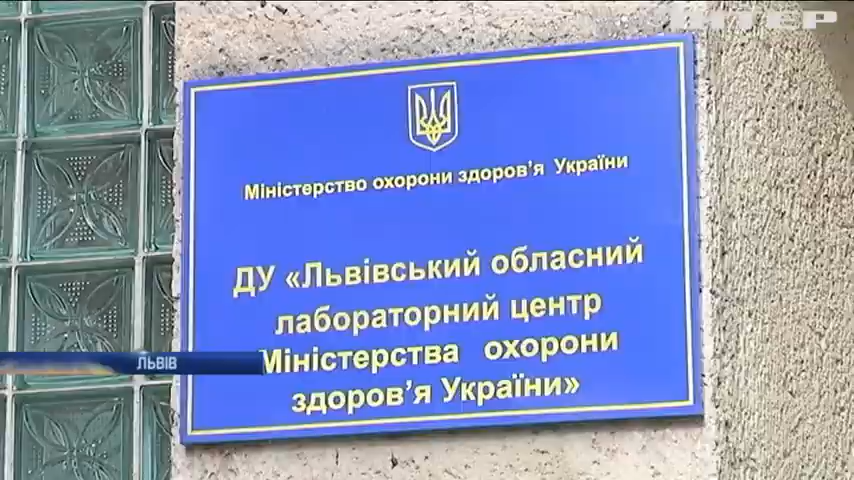 ІНТЕР
Міністерство охорони здоров'я України
ДУ «Львівський обласний
лабораторний центр
Міністерства охорони
здоров'я України»
ЛЬВІВ